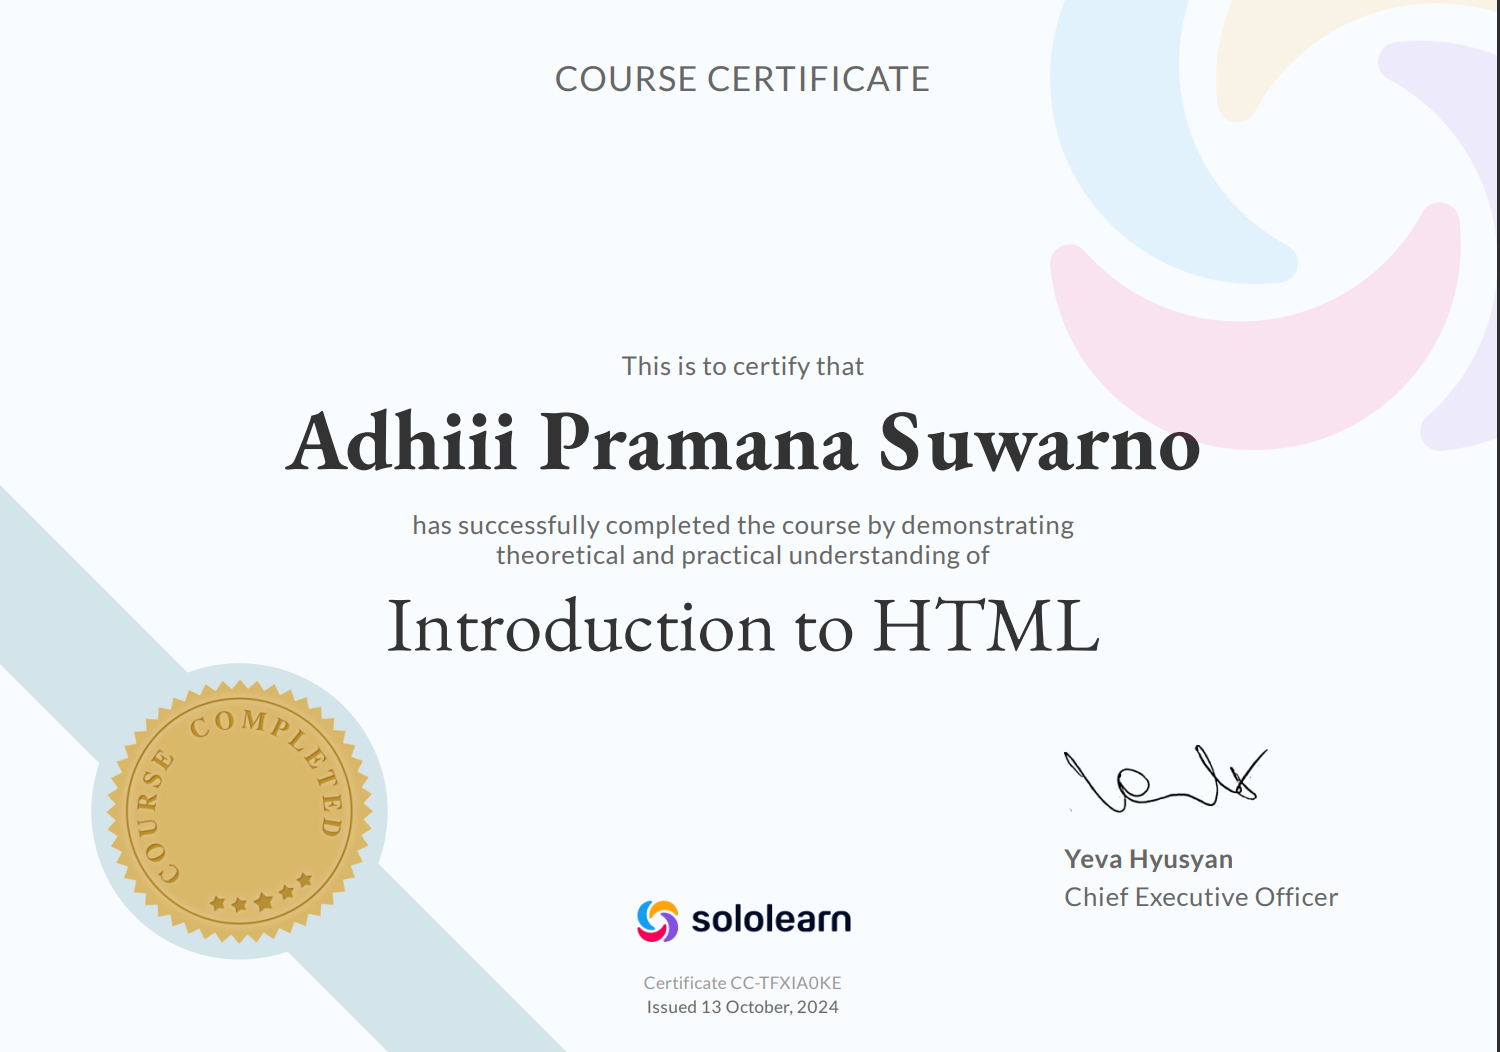 COURSE CERTIFICATE
This is to certify that
Adhiii Pramana Suwarno
has successfully completed the course by demonstrating
theoretical and practical understanding of
Introduction to HTML
COURSE COMPLETED
Yeva Hyusyan
Chief Executive Officer
sololearn
Certificate CC-TFXIA0KE
Issued 13 October, 2024